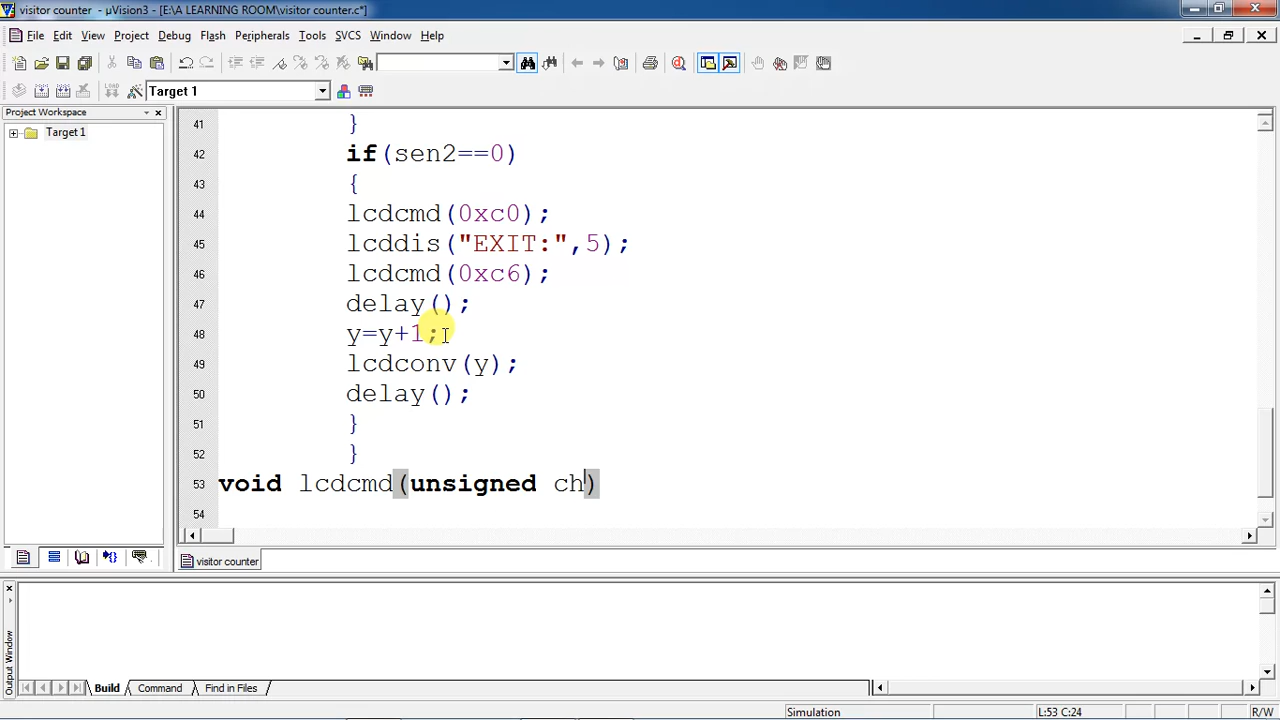 visitor counter - µVision3 - [E:\A LEARNING ROOM\visitor counter.c*]
File Edit View Project Debug Flash Peripherals Tools SVCS Window Help
LOAD Target 1
Project Workspace
Target 1
41 }
42 if(sen2==0)
43 {
44 lcdcmd(0xc0);
45 lcddis("EXIT:",5);
46 lcdcmd(0xc6);
47 delay();
48 y=y+1;
49 lcdconv(y);
50 delay();
51 }
52 }
53 void lcdcmd(unsigned ch)
54
visitor counter
Output Window
Build Command Find in Files
Simulation L:53 C:24 R/W